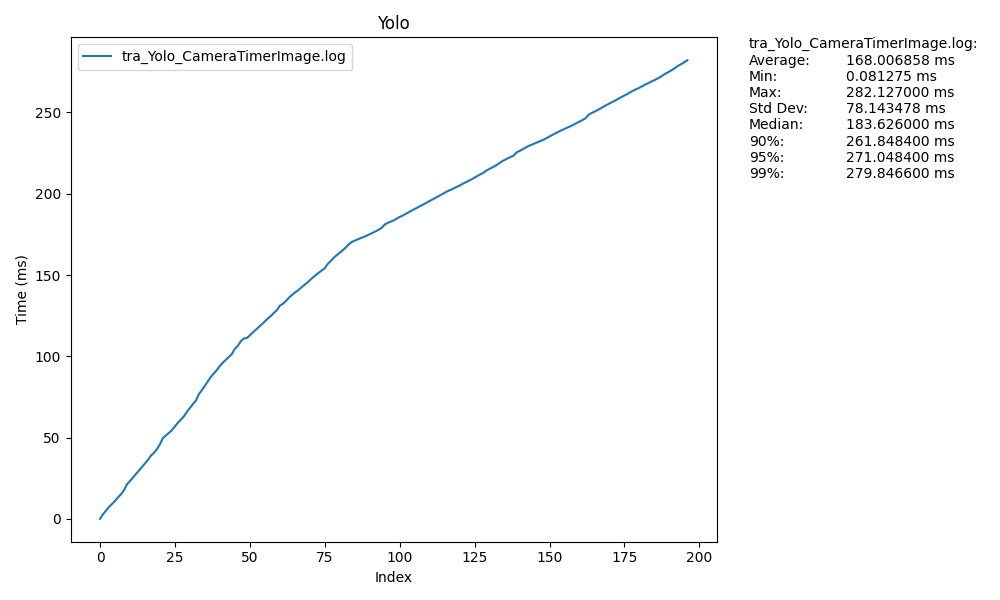 Yolo
tra_Yolo_CameraTimerImage.log
Time (ms)
250
200
150
100
50
0
0 25 50 75 100 125 150 175 200
Index
tra_Yolo_CameraTimerImage.log:
Average: 168.006858 ms
Min: 0.081275 ms
Max: 282.127000 ms
Std Dev: 78.143478 ms
Median: 183.626000 ms
90%: 261.848400 ms
95%: 271.048400 ms
99%: 279.846600 ms